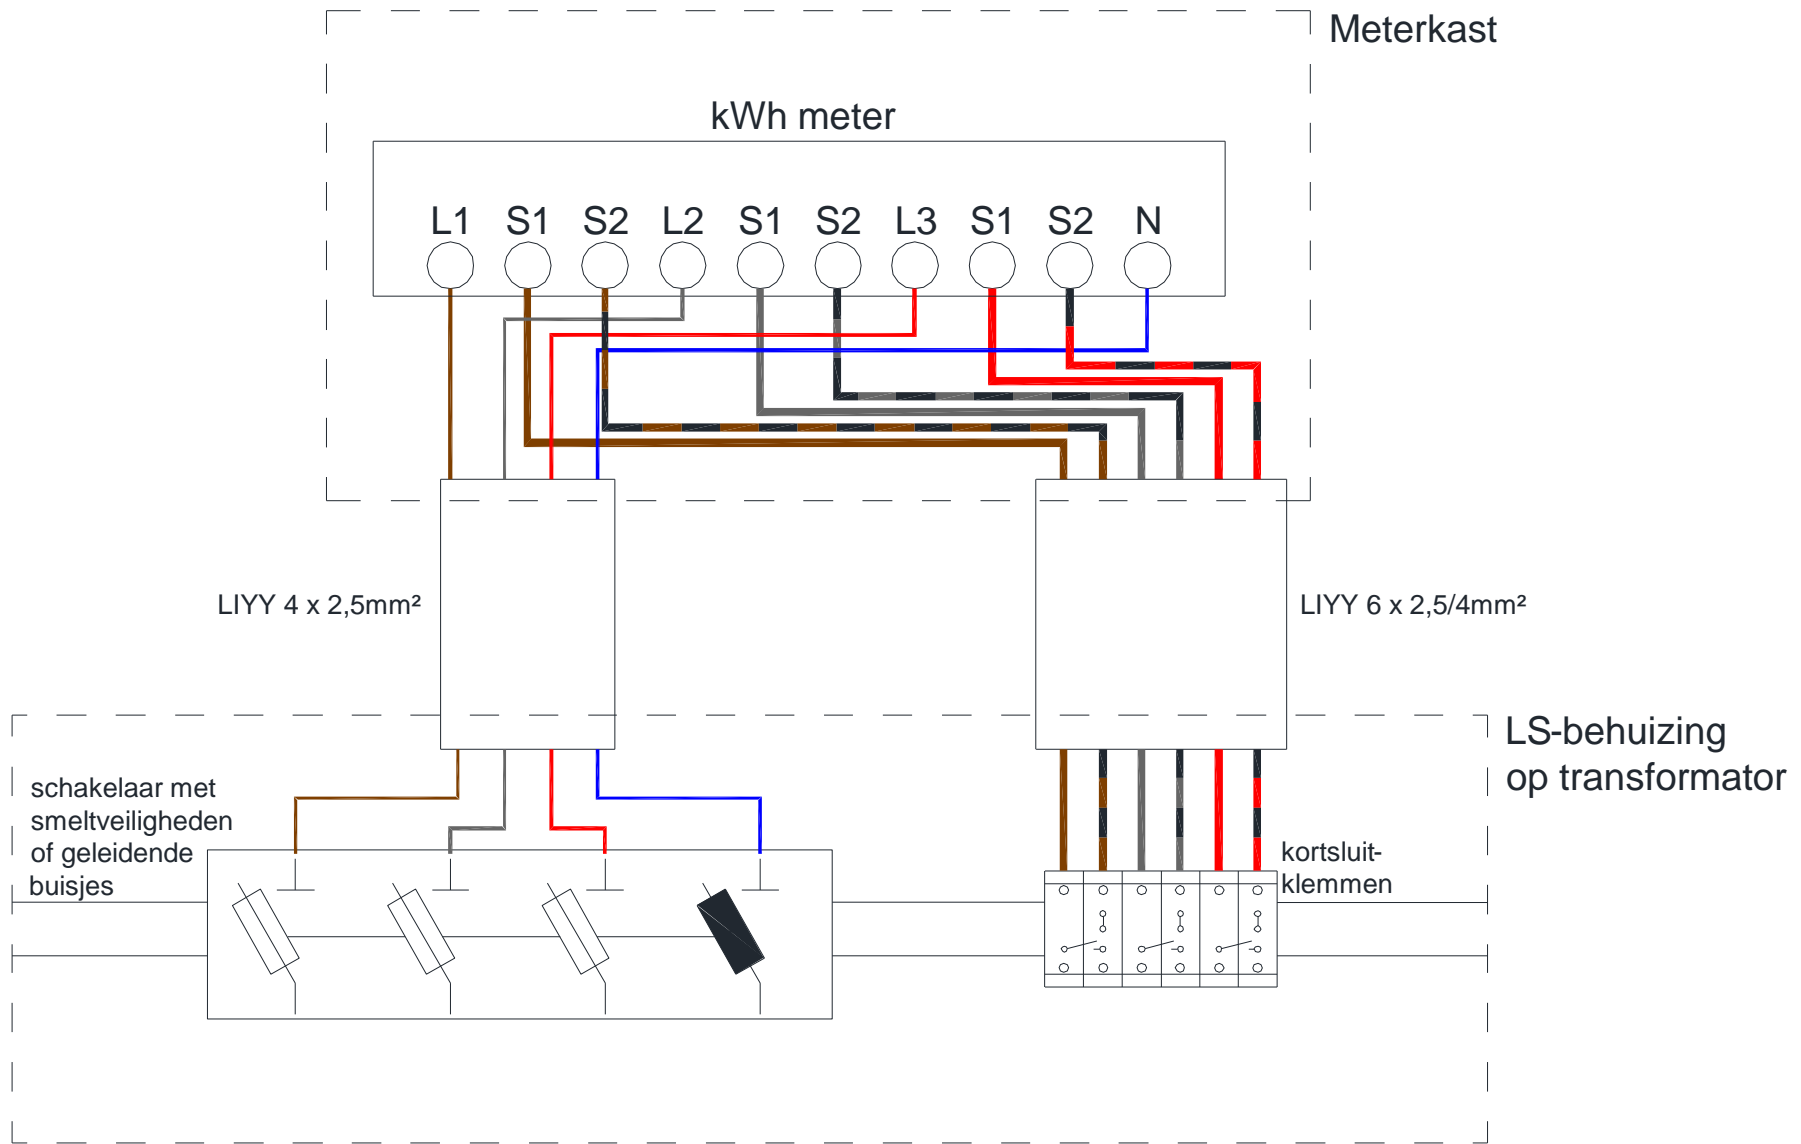 Meterkast
kWh meter
L1 S1 S2 L2 S1 S2 L3 S1 S2 N
LIYY 4 x 2,5mm²
LIYY 6 x 2,5/4mm²
LS-behuizing
op transformator
schakelaar met
smeltveiligheden
of geleidende
buisjes
kortsluit-
klemmen